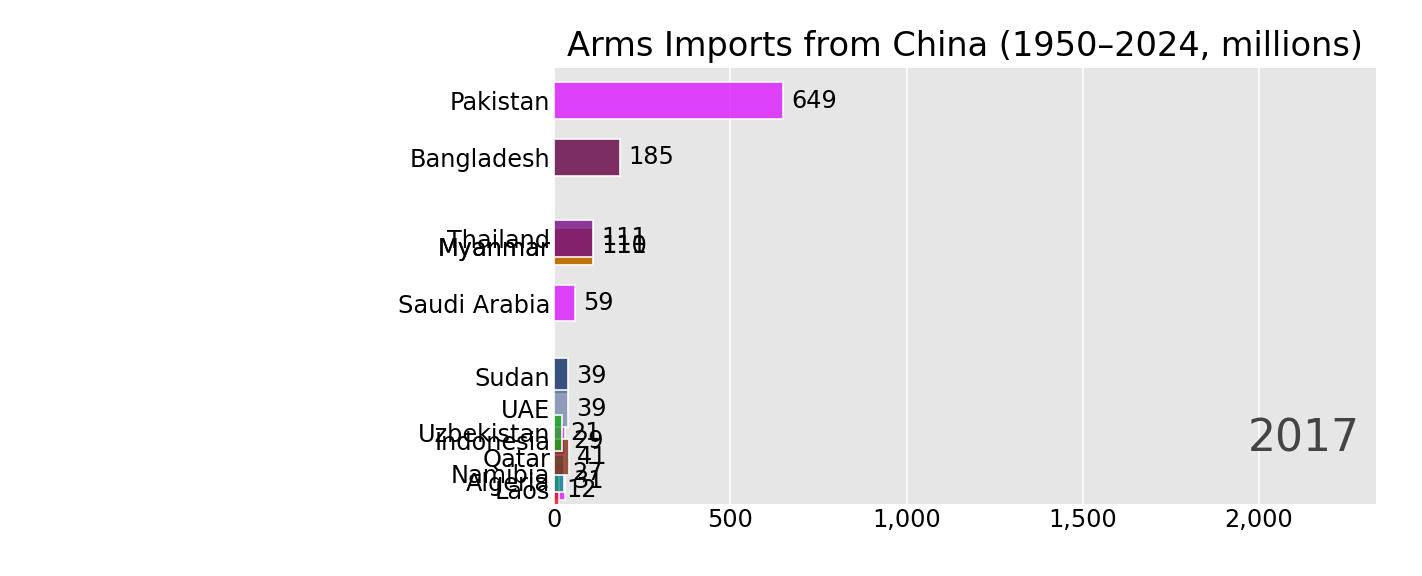 Arms Imports from China (1950–2024, millions)
Pakistan 649
Bangladesh 185
Thailand 111
Myanmar
Saudi Arabia 59
Sudan 39
UAE 39
Uzbekistan 21
Indonesia 29
Qatar 41
Namibia 27
Algeria 31
Laos 12
2017
0 500 1,000 1,500 2,000